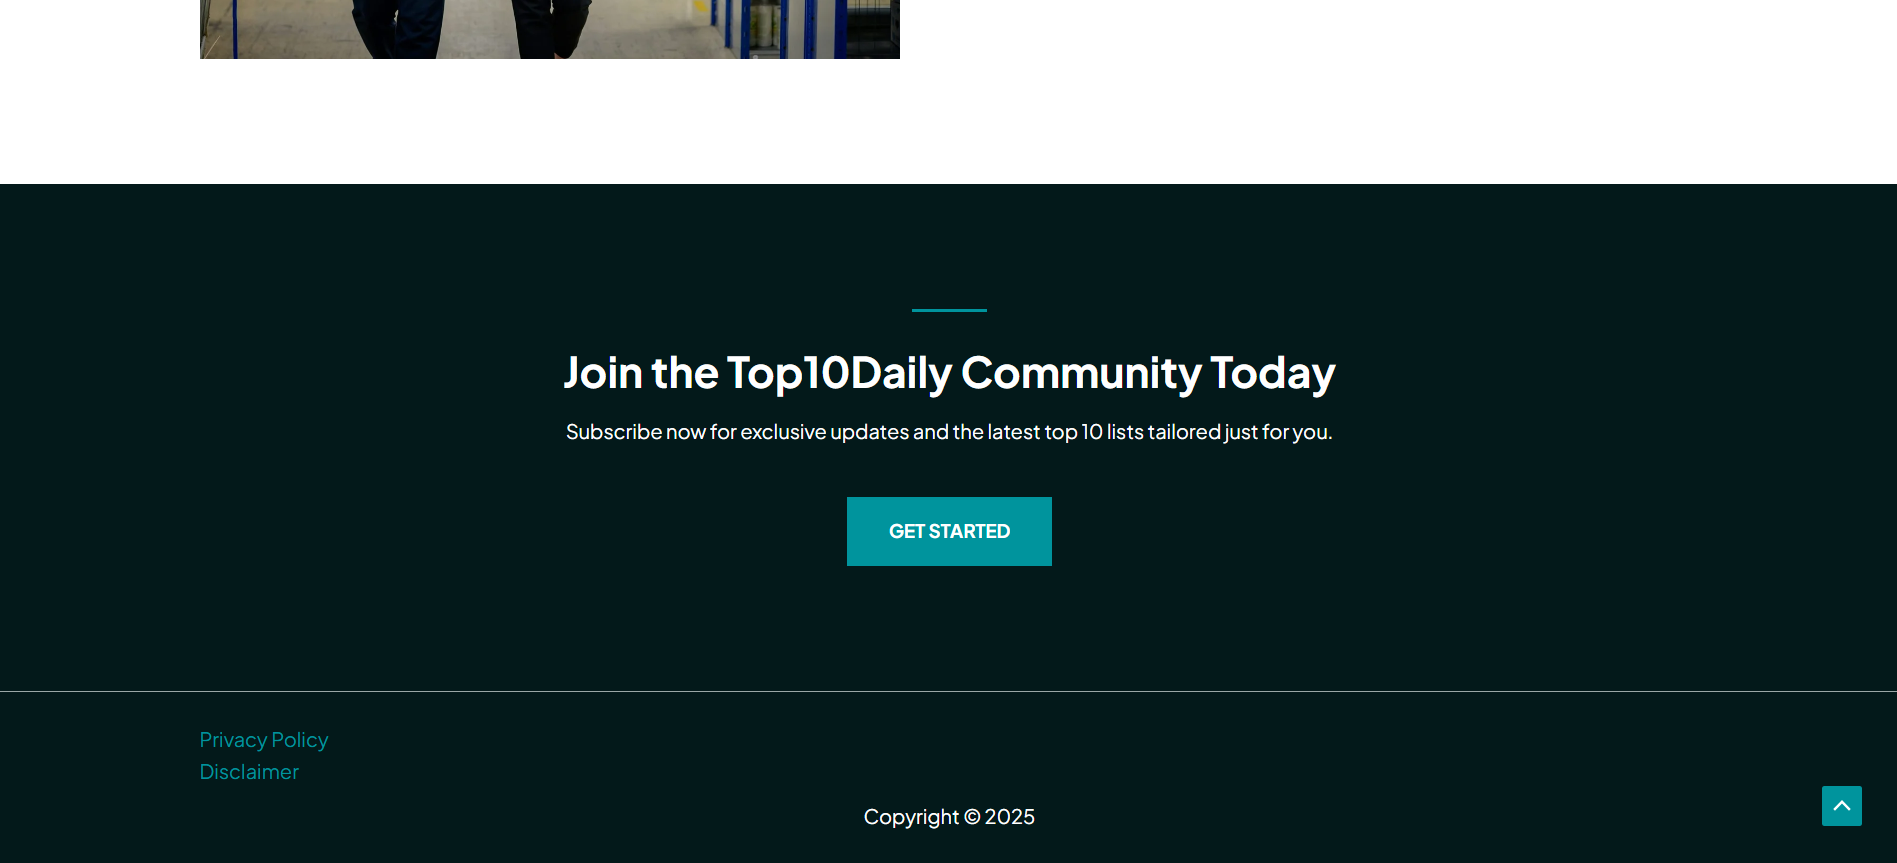 Join the Top10Daily Community Today
Subscribe now for exclusive updates and the latest top 10 lists tailored just for you.
GET STARTED
Privacy Policy
Disclaimer
Copyright © 2025